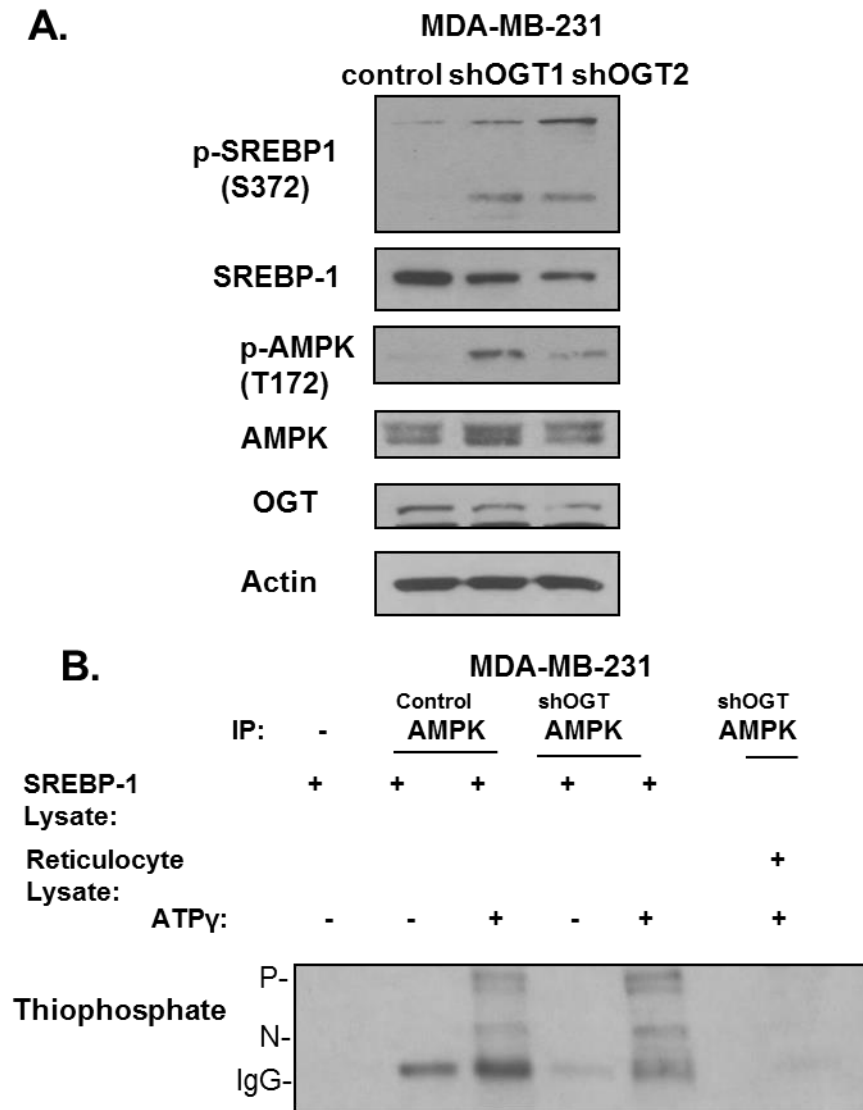 A.
MDA-MB-231
control shOGT1 shOGT2
p-SREBP1
(S372)
SREBP-1
p-AMPK
(T172)
AMPK
OGT
Actin
B.
MDA-MB-231
Control shOGT shOGT
IP: - AMPK AMPK AMPK
SREBP-1 + + + + +
Lysate:
Reticulocyte +
Lysate:
ATPγ: - - + - + +
P-
Thiophosphate
N-
IgG-